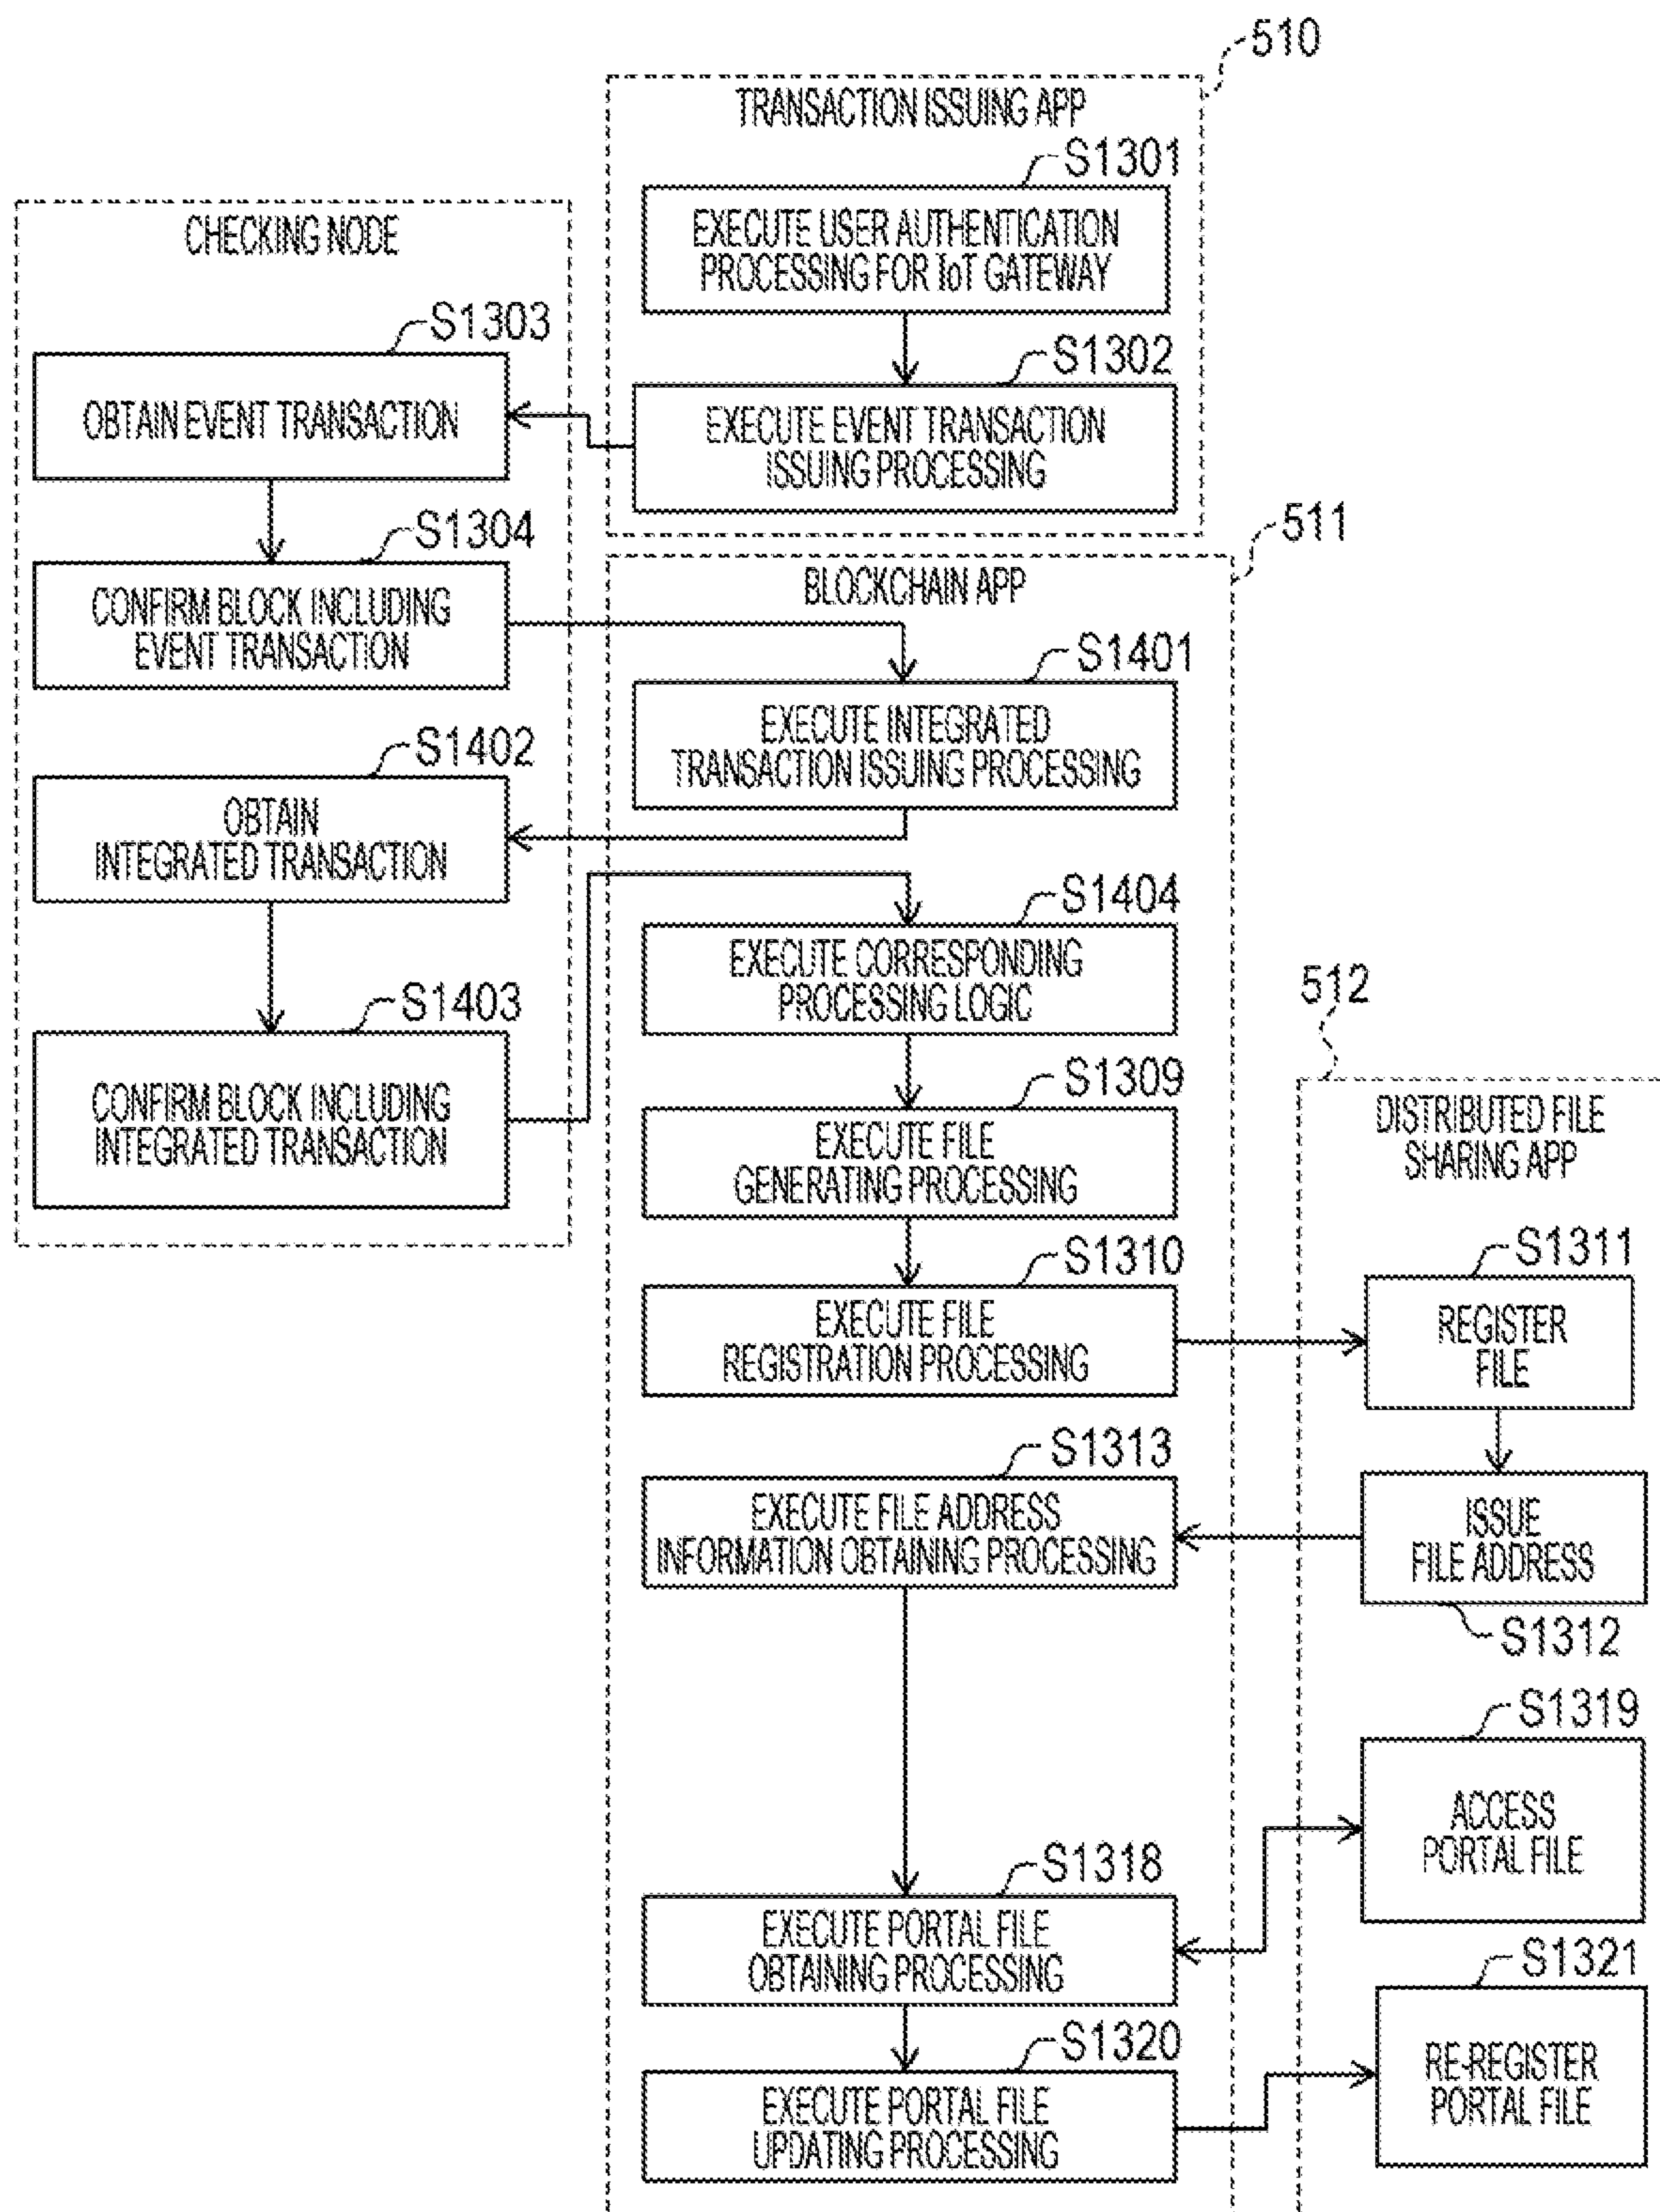 510
TRANSACTION ISSUING APP
S1301
EXECUTE USER AUTHENTICATION
PROCESSING FOR IoT GATEWAY
CHECKING NODE
S1303
OBTAIN EVENT TRANSACTION
S1302
EXECUTE EVENT TRANSACTION
ISSUING PROCESSING
S1304
CONFIRM BLOCK INCLUDING
EVENT TRANSACTION
511
BLOCKCHAIN APP
S1401
EXECUTE INTEGRATED
TRANSACTION ISSUING PROCESSING
S1402
OBTAIN
INTEGRATED TRANSACTION
S1404
EXECUTE CORRESPONDING
PROCESSING LOGIC
S1403
CONFIRM BLOCK INCLUDING
INTEGRATED TRANSACTION
512
DISTRIBUTED FILE
SHARING APP
S1309
EXECUTE FILE
GENERATING PROCESSING
S1310
EXECUTE FILE
REGISTRATION PROCESSING
S1311
REGISTER
FILE
S1313
EXECUTE FILE ADDRESS
INFORMATION OBTAINING PROCESSING
ISSUE
FILE ADDRESS
S1312
S1319
ACCESS
PORTAL FILE
S1318
EXECUTE PORTAL FILE
OBTAINING PROCESSING
S1321
RE-REGISTER
PORTAL FILE
S1320
EXECUTE PORTAL FILE
UPDATING PROCESSING